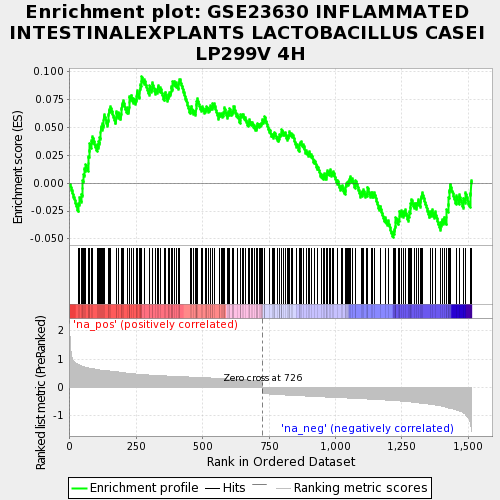 Enrichment plot: GSE23630 INFLAMMATED
INTESTINALEXPLANTS LACTOBACILLUS CASEI
LP299V 4H
Enrichment score (ES)
0.100
0.075
0.050
0.025
0.000
-0.025
-0.050
'na_pos' (positively correlated)
Ranked list metric (PreRanked)
2
1
0
-1
Zero cross at 726
'na_neg' (negatively correlated)
0
250
500
750
1,000
1,250
1,500
Rank in Ordered Dataset
Enrichment profile
Hits
Ranking metric scores